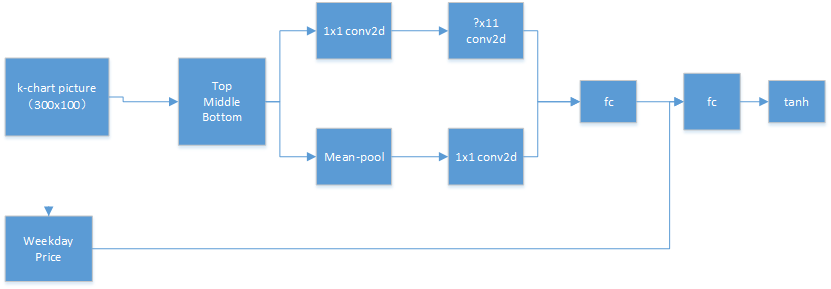 k-chart picture
（300x100）
Top
Middle
Bottom
1x1 conv2d
?x11
conv2d
Mean-pool
1x1 conv2d
fc
fc
tanh
Weekday
Price